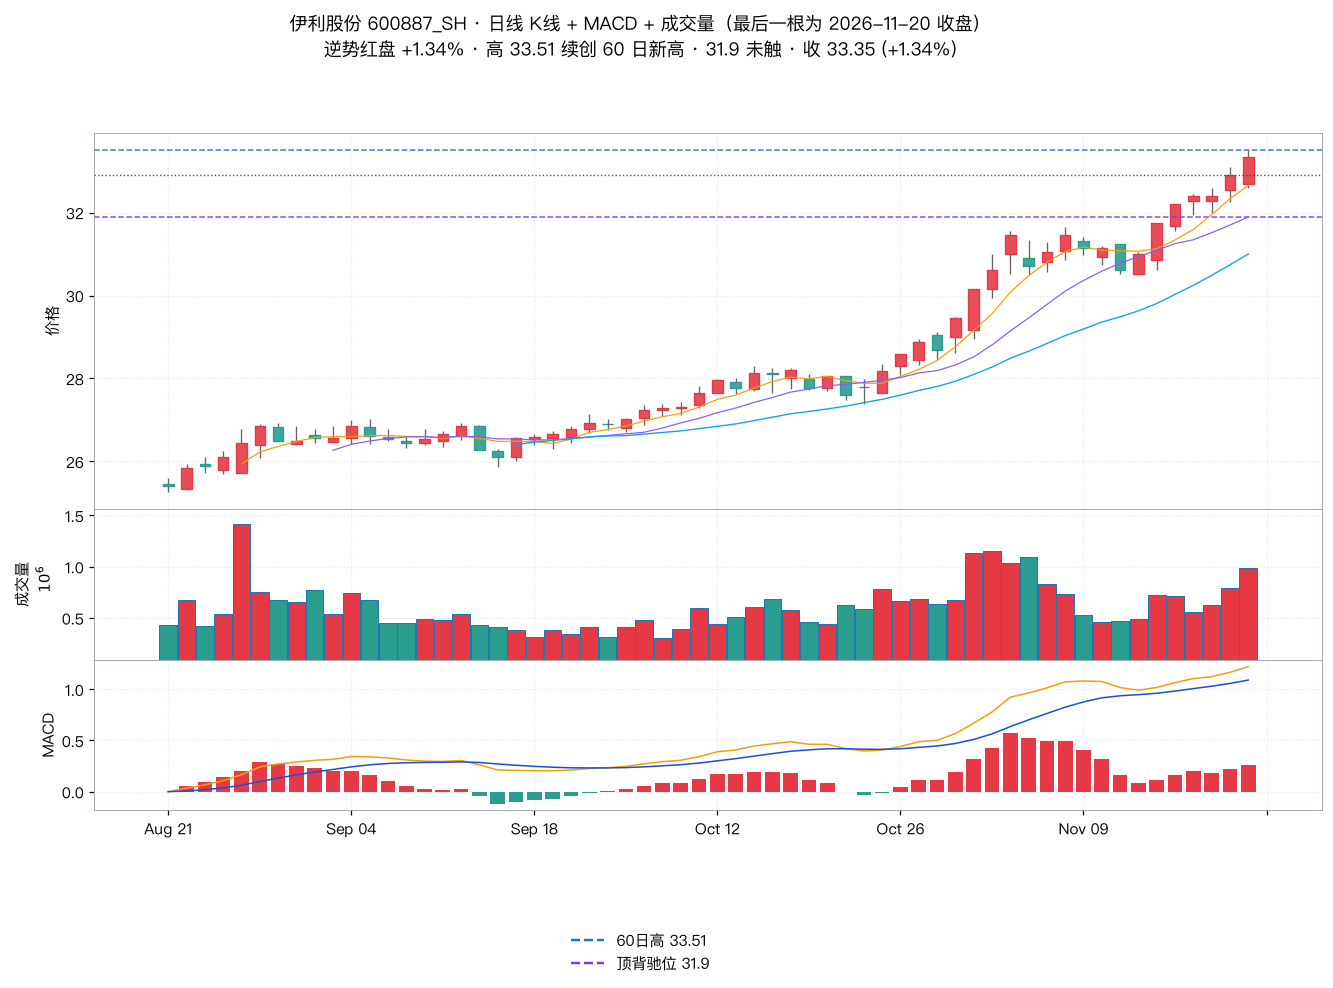 伊利股份 600887_SH · 日线 K线 + MACD + 成交量（最后一根为 2026−11−20 收盘）
逆势红盘 +1.34% · 高 33.51 续创 60 日新高 · 31.9 未触 · 收 33.35 (+1.34%)
32
30
28
26
价格
1.5
1.0
0.5
成交量
10⁶
1.0
0.5
0.0
MACD
Aug 21
Sep 04
Sep 18
Oct 12
Oct 26
Nov 09
60日高 33.51
顶背驰位 31.9